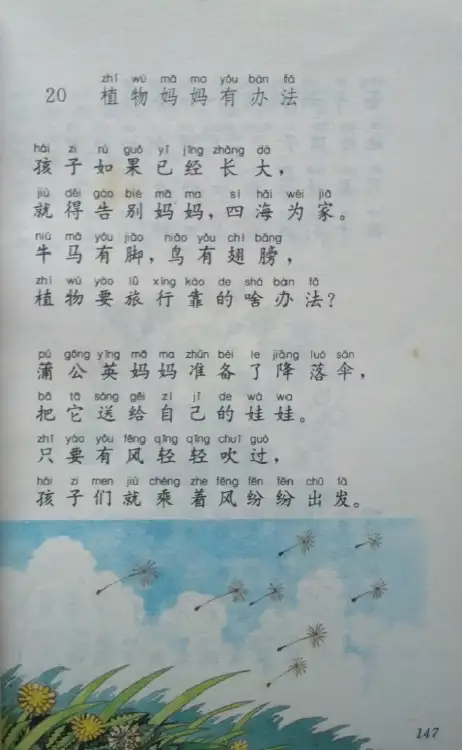 zhí wù mā ma yǒu bàn fǎ
20 植物妈妈有办法
hái zi rú guǒ yǐ jīng zhǎng dà
孩子如果已经长大，
jiù děi gào bié mā ma sì hǎi wéi jiā
就得告别妈妈，四海为家。
niú mǎ yǒu jiǎo niǎo yǒu chì bǎng
牛马有脚，鸟有翅膀，
zhí wù yào lǚ xíng kào de shá bàn fǎ
植物要旅行靠的啥办法？
pú gōng yīng mā ma zhǔn bèi le jiàng luò sǎn
蒲公英妈妈准备了降落伞，
bǎ tā sòng gěi zì jǐ de wá wa
把它送给自己的娃娃。
zhǐ yào yǒu fēng qīng qīng chuī guò
只要有风轻轻吹过，
hái zi men jiù chéng zhe fēng fēn fēn chū fā
孩子们就乘着风纷纷出发。
147